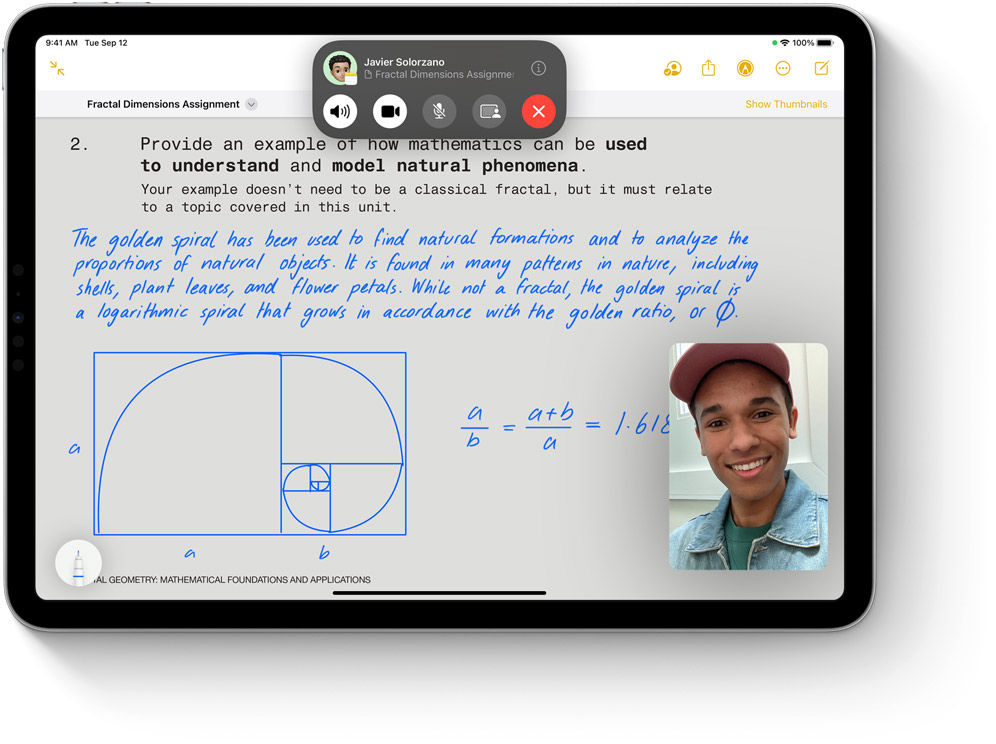 9:41 AM Tue Sep 12
100%
Javier Solorzano
Fractal Dimensions Assignme
Fractal Dimensions Assignment
Show Thumbnails
2. Provide an example of how mathematics can be used
to understand and model natural phenomena.
Your example doesn't need to be a classical fractal, but it must relate
to a topic covered in this unit.
The golden spiral has been used to find natural formations and to analyze the
proportions of natural objects. It is found in many patterns in nature, including
shells, plant leaves, and flower petals. While not a fractal, the golden spiral is
a logarithmic spiral that grows in accordance with the golden ratio, or Ø.
a
a/b = a+b/a = 1.618
a b
AL GEOMETRY: MATHEMATICAL FOUNDATIONS AND APPLICATIONS